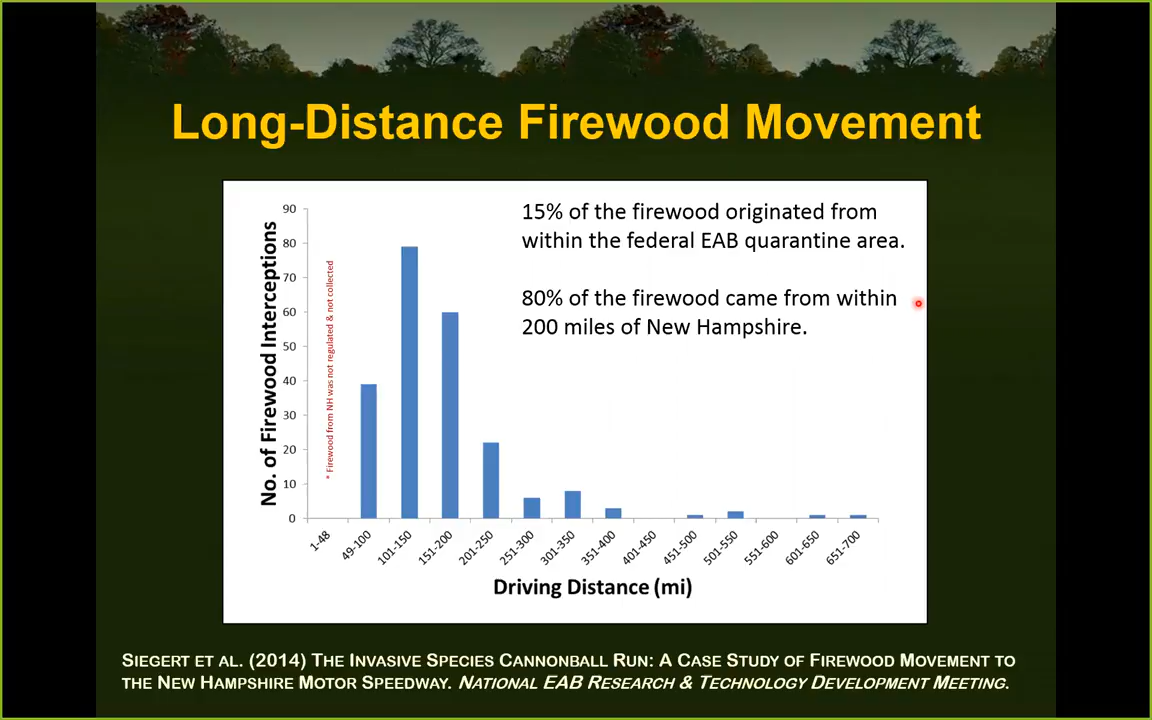 Long-Distance Firewood Movement
15% of the firewood originated from
within the federal EAB quarantine area.
80% of the firewood came from within
200 miles of New Hampshire.
No. of Firewood Interceptions
90
80
70
60
50
40
30
20
10
0
* Firewood from NH was not regulated & not collected
1-48
49-100
101-150
151-200
201-250
251-300
301-350
351-400
401-450
451-500
501-550
551-600
601-650
651-700
Driving Distance (mi)
SIEGERT ET AL. (2014) THE INVASIVE SPECIES CANNONBALL RUN: A CASE STUDY OF FIREWOOD MOVEMENT TO
THE NEW HAMPSHIRE MOTOR SPEEDWAY. NATIONAL EAB RESEARCH & TECHNOLOGY DEVELOPMENT MEETING.